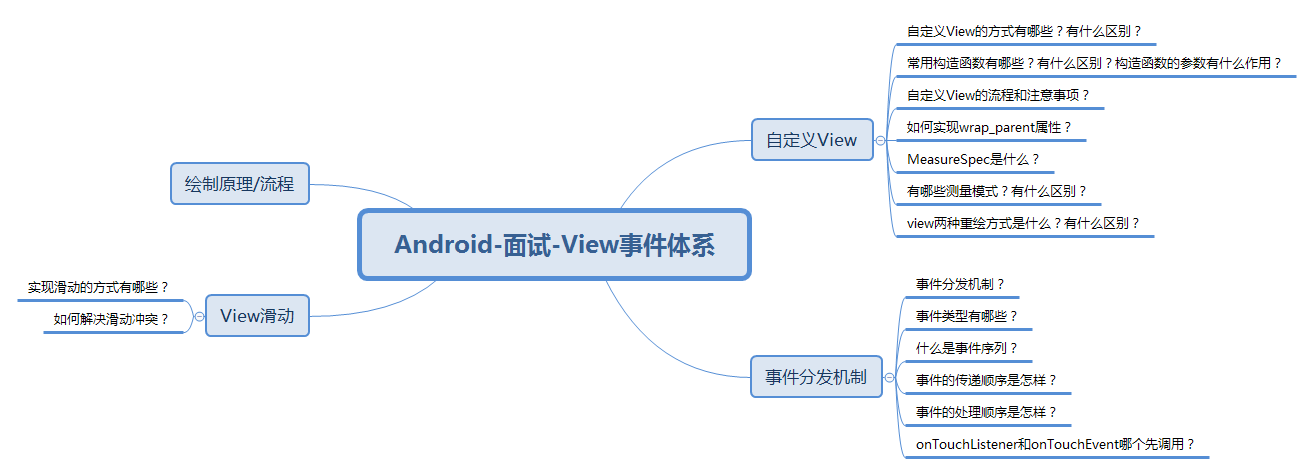 Android-面试-View事件体系
自定义View
自定义View的方式有哪些？有什么区别？
常用构造函数有哪些？有什么区别？构造函数的参数有什么作用？
自定义View的流程和注意事项？
如何实现wrap_parent属性？
MeasureSpec是什么？
有哪些测量模式？有什么区别？
view两种重绘方式是什么？有什么区别？
事件分发机制
事件分发机制？
事件类型有哪些？
什么是事件序列？
事件的传递顺序是怎样？
事件的处理顺序是怎样？
onTouchListener和onTouchEvent哪个先调用？
绘制原理/流程
View滑动
实现滑动的方式有哪些？
如何解决滑动冲突？